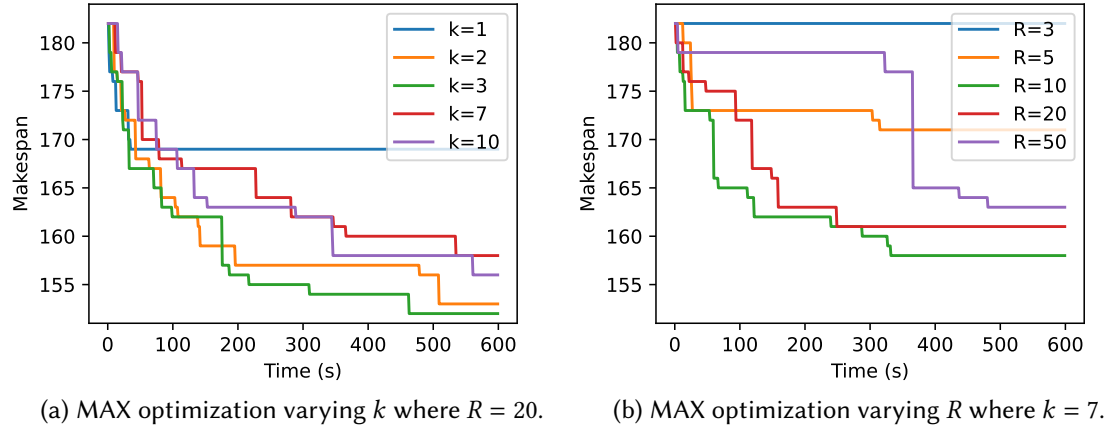 180
175
170
165
160
155
Makespan
0 100 200 300 400 500 600
Time (s)
k=1
k=2
k=3
k=7
k=10
(a) MAX optimization varying k where R = 20.
180
175
170
165
160
155
Makespan
0 100 200 300 400 500 600
Time (s)
R=3
R=5
R=10
R=20
R=50
(b) MAX optimization varying R where k = 7.